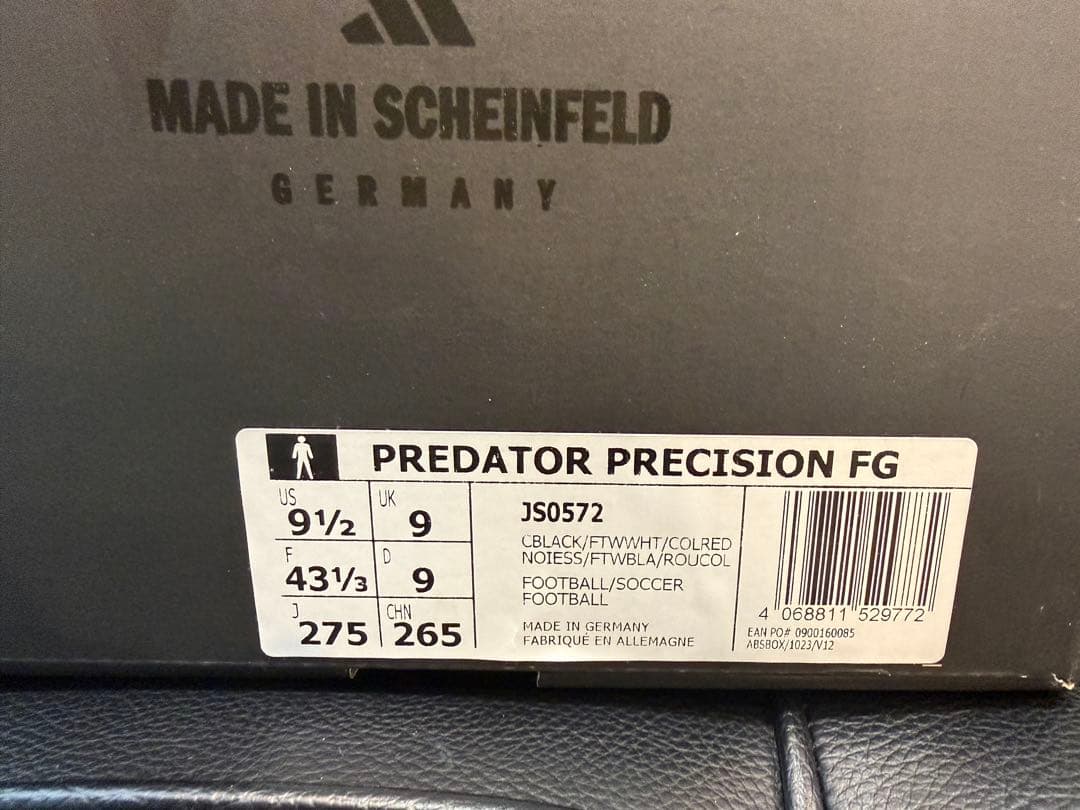 MADE IN SCHEINFELD
GERMANY
PREDATOR PRECISION FG
US
9½
UK
9
F
43⅓
D
9
J
275
CHN
265
JS0572
CBLACK/FTWWHT/COLRED
NOIESS/FTWBLA/ROUCOL
FOOTBALL/SOCCER
FOOTBALL
MADE IN GERMANY
FABRIQUÉ EN ALLEMAGNE
4 068811 529772
EAN PO# 0900160085
ABSBOX/1023/V12